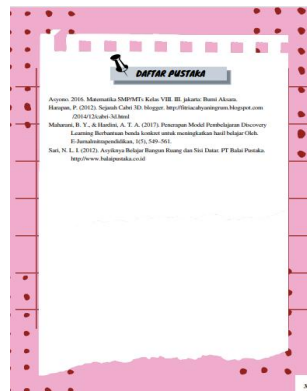 DAFTAR PUSTAKA
Asyono. 2016. Matematika SMP/MTs Kelas VIII. III. jakarta: Bumi Aksara.
Harapan, P. (2012). Sejarah Cabri 3D. blogger. http://fitriacahyaningrum.blogspot.com
/2014/12/cabri-3d.html
Maharani, B. Y., & Hardini, A. T. A. (2017). Penerapan Model Pembelajaran Discovery
Learning Berbantuan benda konkret untuk meningkatkan hasil belajar Oleh.
E-Jurnalmitrapendidikan, 1(5), 549–561.
Sari, N. L. I. (2012). Asyiknya Belajar Bangun Ruang dan Sisi Datar. PT Balai Pustaka.
http://www.balaipustaka.co.id